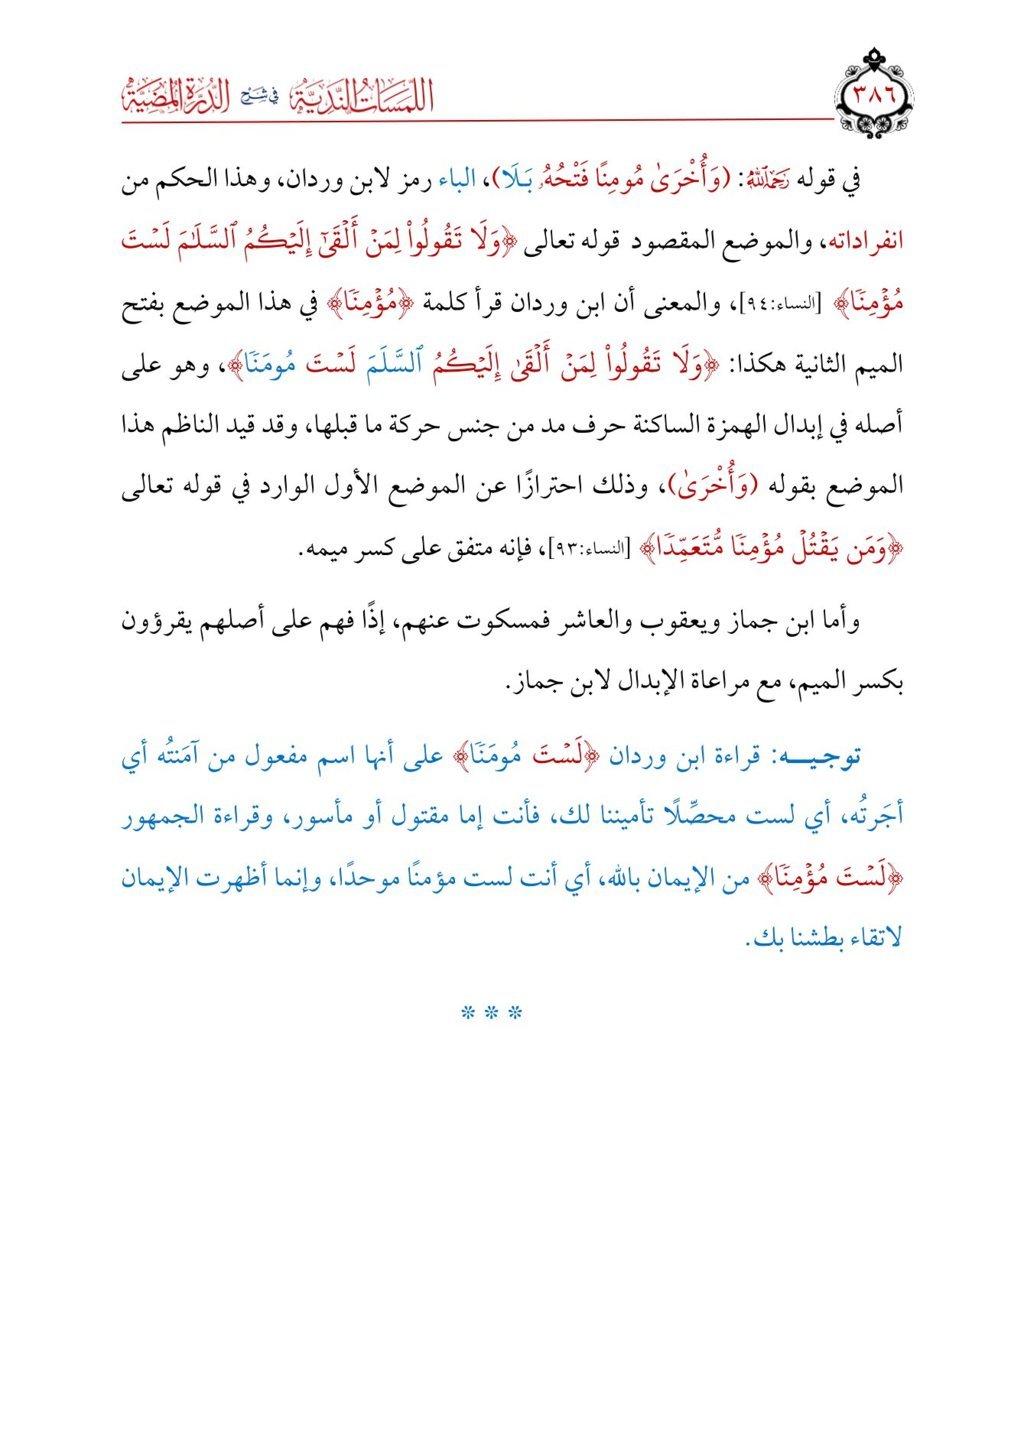 ٣٨٦
اللمسات الندية في شرح الدرة المضية
في قوله رَحِمَهُ ٱللَّهُ: (وَأُخْرَىٰ مُومِنًا فَتْحُهُۥ بَـلَا)، الباء رمز لابن وردان، وهذا الحكم من
انفراداته، والموضع المقصود قوله تعالى ﴿وَلَا تَقُولُواْ لِمَنۡ أَلۡقَىٰٓ إِلَيۡكُمُ ٱلسَّلَٰمَ لَسۡتَ
مُؤۡمِنٗا﴾ [النساء:٩٤]، والمعنى أن ابن وردان قرأ كلمة ﴿مُؤۡمِنٗا﴾ في هذا الموضع بفتح
الميم الثانية هكذا: ﴿وَلَا تَقُولُواْ لِمَنۡ أَلۡقَىٰ إِلَيۡكُمُ ٱلسَّلَمَ لَسۡتَ مُومَنٗا﴾، وهو على
أصله في إبدال الهمزة الساكنة حرف مد من جنس حركة ما قبلها، وقد قيد الناظم هذا
الموضع بقوله (وَأُخْرَىٰ)، وذلك احترازًا عن الموضع الأول الوارد في قوله تعالى
﴿وَمَن يَقۡتُلۡ مُؤۡمِنٗا مُّتَعَمِّدٗا﴾ [النساء:٩٣]، فإنه متفق على كسر ميمه.
وأما ابن جماز ويعقوب والعاشر فمسكوت عنهم، إذًا فهم على أصلهم يقرؤون
بكسر الميم، مع مراعاة الإبدال لابن جماز.
توجيـــه: قراءة ابن وردان ﴿لَسۡتَ مُومَنٗا﴾ على أنها اسم مفعول من آمَنتُه أي
أجَرتُه، أي لست محصِّلًا تأميننا لك، فأنت إما مقتول أو مأسور، وقراءة الجمهور
﴿لَسۡتَ مُؤۡمِنٗا﴾ من الإيمان بالله، أي أنت لست مؤمنًا موحدًا، وإنما أظهرت الإيمان
لاتقاء بطشنا بك.
* * *